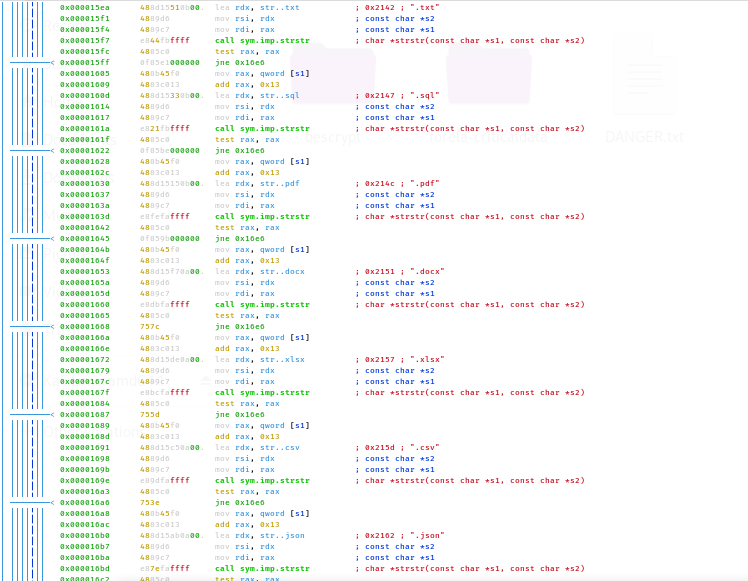 0x000015ea 488d15510b00. lea rdx, str..txt ; 0x2142 ; ".txt"
0x000015f1 4889d6 mov rsi, rdx ; const char *s2
0x000015f4 4889c7 mov rdi, rax ; const char *s1
0x000015f7 e844fbffff call sym.imp.strstr ; char *strstr(const char *s1, const char *s2)
0x000015fc 4885c0 test rax, rax
0x000015ff 0f85e1000000 jne 0x16e6
0x00001605 488b45f0 mov rax, qword [s1]
0x00001609 4883c013 add rax, 0x13
0x0000160d 488d15330b00. lea rdx, str..sql ; 0x2147 ; ".sql"
0x00001614 4889d6 mov rsi, rdx ; const char *s2
0x00001617 4889c7 mov rdi, rax ; const char *s1
0x0000161a e821fbffff call sym.imp.strstr ; char *strstr(const char *s1, const char *s2)
0x0000161f 4885c0 test rax, rax
0x00001622 0f85be000000 jne 0x16e6
0x00001628 488b45f0 mov rax, qword [s1]
0x0000162c 4883c013 add rax, 0x13
0x00001630 488d15150b00. lea rdx, str..pdf ; 0x214c ; ".pdf"
0x00001637 4889d6 mov rsi, rdx ; const char *s2
0x0000163a 4889c7 mov rdi, rax ; const char *s1
0x0000163d e8fefaffff call sym.imp.strstr ; char *strstr(const char *s1, const char *s2)
0x00001642 4885c0 test rax, rax
0x00001645 0f859b000000 jne 0x16e6
0x0000164b 488b45f0 mov rax, qword [s1]
0x0000164f 4883c013 add rax, 0x13
0x00001653 488d15f70a00. lea rdx, str..docx ; 0x2151 ; ".docx"
0x0000165a 4889d6 mov rsi, rdx ; const char *s2
0x0000165d 4889c7 mov rdi, rax ; const char *s1
0x00001660 e8dbfaffff call sym.imp.strstr ; char *strstr(const char *s1, const char *s2)
0x00001665 4885c0 test rax, rax
0x00001668 757c jne 0x16e6
0x0000166a 488b45f0 mov rax, qword [s1]
0x0000166e 4883c013 add rax, 0x13
0x00001672 488d15de0a00. lea rdx, str..xlsx ; 0x2157 ; ".xlsx"
0x00001679 4889d6 mov rsi, rdx ; const char *s2
0x0000167c 4889c7 mov rdi, rax ; const char *s1
0x0000167f e8bcfaffff call sym.imp.strstr ; char *strstr(const char *s1, const char *s2)
0x00001684 4885c0 test rax, rax
0x00001687 755d jne 0x16e6
0x00001689 488b45f0 mov rax, qword [s1]
0x0000168d 4883c013 add rax, 0x13
0x00001691 488d15c50a00. lea rdx, str..csv ; 0x215d ; ".csv"
0x00001698 4889d6 mov rsi, rdx ; const char *s2
0x0000169b 4889c7 mov rdi, rax ; const char *s1
0x0000169e e89dfaffff call sym.imp.strstr ; char *strstr(const char *s1, const char *s2)
0x000016a3 4885c0 test rax, rax
0x000016a6 753e jne 0x16e6
0x000016a8 488b45f0 mov rax, qword [s1]
0x000016ac 4883c013 add rax, 0x13
0x000016b0 488d15ab0a00. lea rdx, str..json ; 0x2162 ; ".json"
0x000016b7 4889d6 mov rsi, rdx ; const char *s2
0x000016ba 4889c7 mov rdi, rax ; const char *s1
0x000016bd e87efaffff call sym.imp.strstr ; char *strstr(const char *s1, const char *s2)
0x000016c2 4885c0 test rax, rax
DANGER.txt